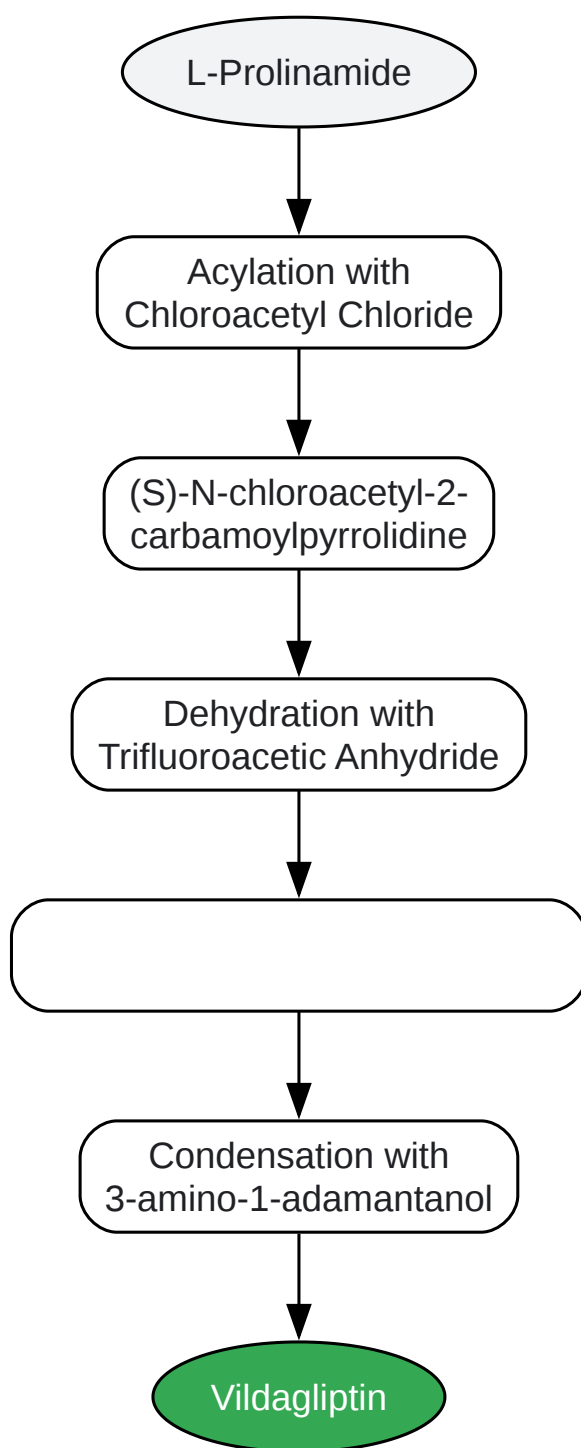 L-Prolinamide
Acylation with
Chloroacetyl Chloride
(S)-N-chloroacetyl-2-
carbamoylpyrrolidine
Dehydration with
Trifluoroacetic Anhydride
Condensation with
3-amino-1-adamantanol
Vildagliptin